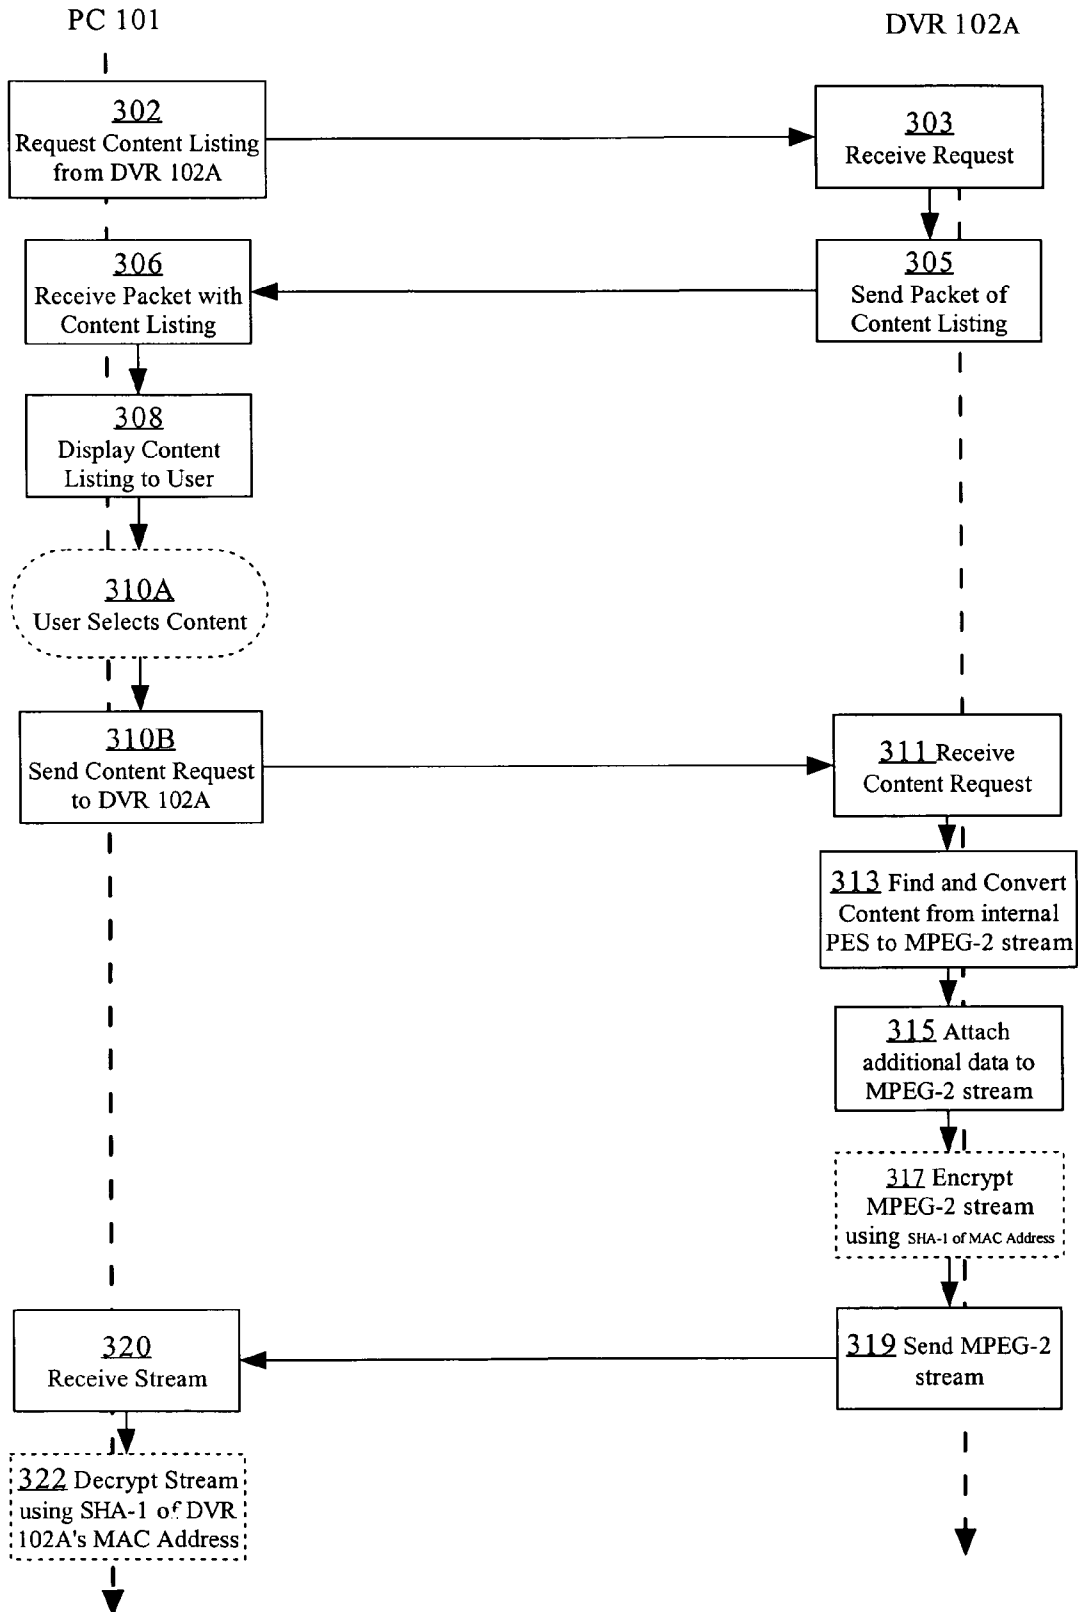 PC 101
DVR 102A
302
Request Content Listing
from DVR 102A
303
Receive Request
306
Receive Packet with
Content Listing
305
Send Packet of
Content Listing
308
Display Content
Listing to User
310A
User Selects Content
310B
Send Content Request
to DVR 102A
311 Receive
Content Request
313 Find and Convert
Content from internal
PES to MPEG-2 stream
315 Attach
additional data to
MPEG-2 stream
317 Encrypt
MPEG-2 stream
using SHA-1 of MAC Address
320
Receive Stream
319 Send MPEG-2
stream
322 Decrypt Stream
using SHA-1 of DVR
102A's MAC Address